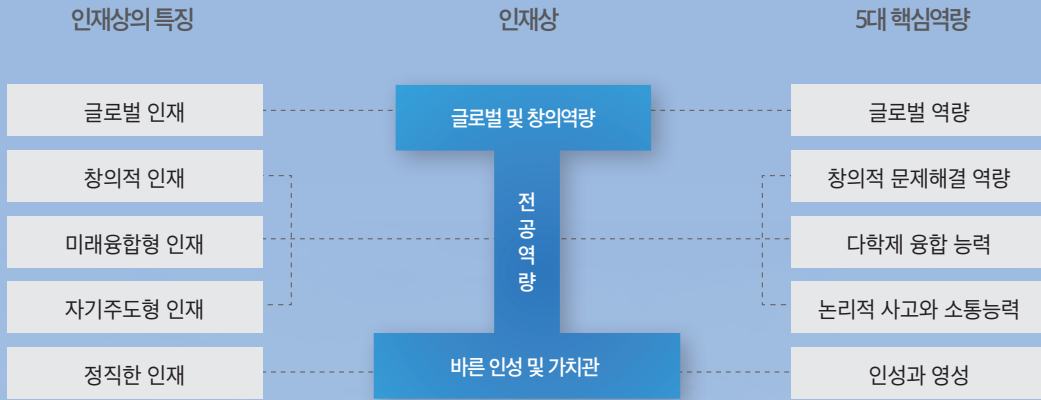 인재상의 특징
인재상
5대 핵심역량
글로벌 인재
글로벌 및 창의역량
글로벌 역량
창의적 인재
창의적 문제해결 역량
미래융합형 인재
전공역량
다학제 융합 능력
자기주도형 인재
논리적 사고와 소통능력
정직한 인재
바른 인성 및 가치관
인성과 영성